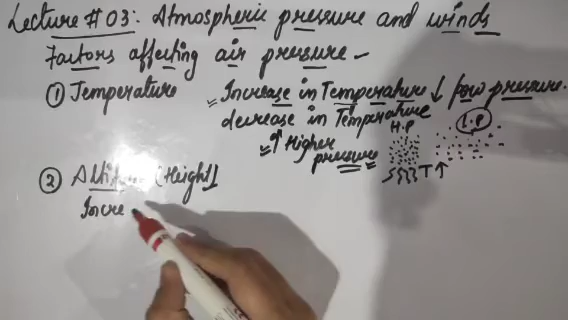 Lecture # 03: Atmospheric pressure and winds
Factors affecting air pressure -
① Temperature
Increase in Temperature ↓ low pressure.
decrease in Temperature
↑ Higher
pressure
H.P
L.P
T↑
② Altitude [Height]
Incre